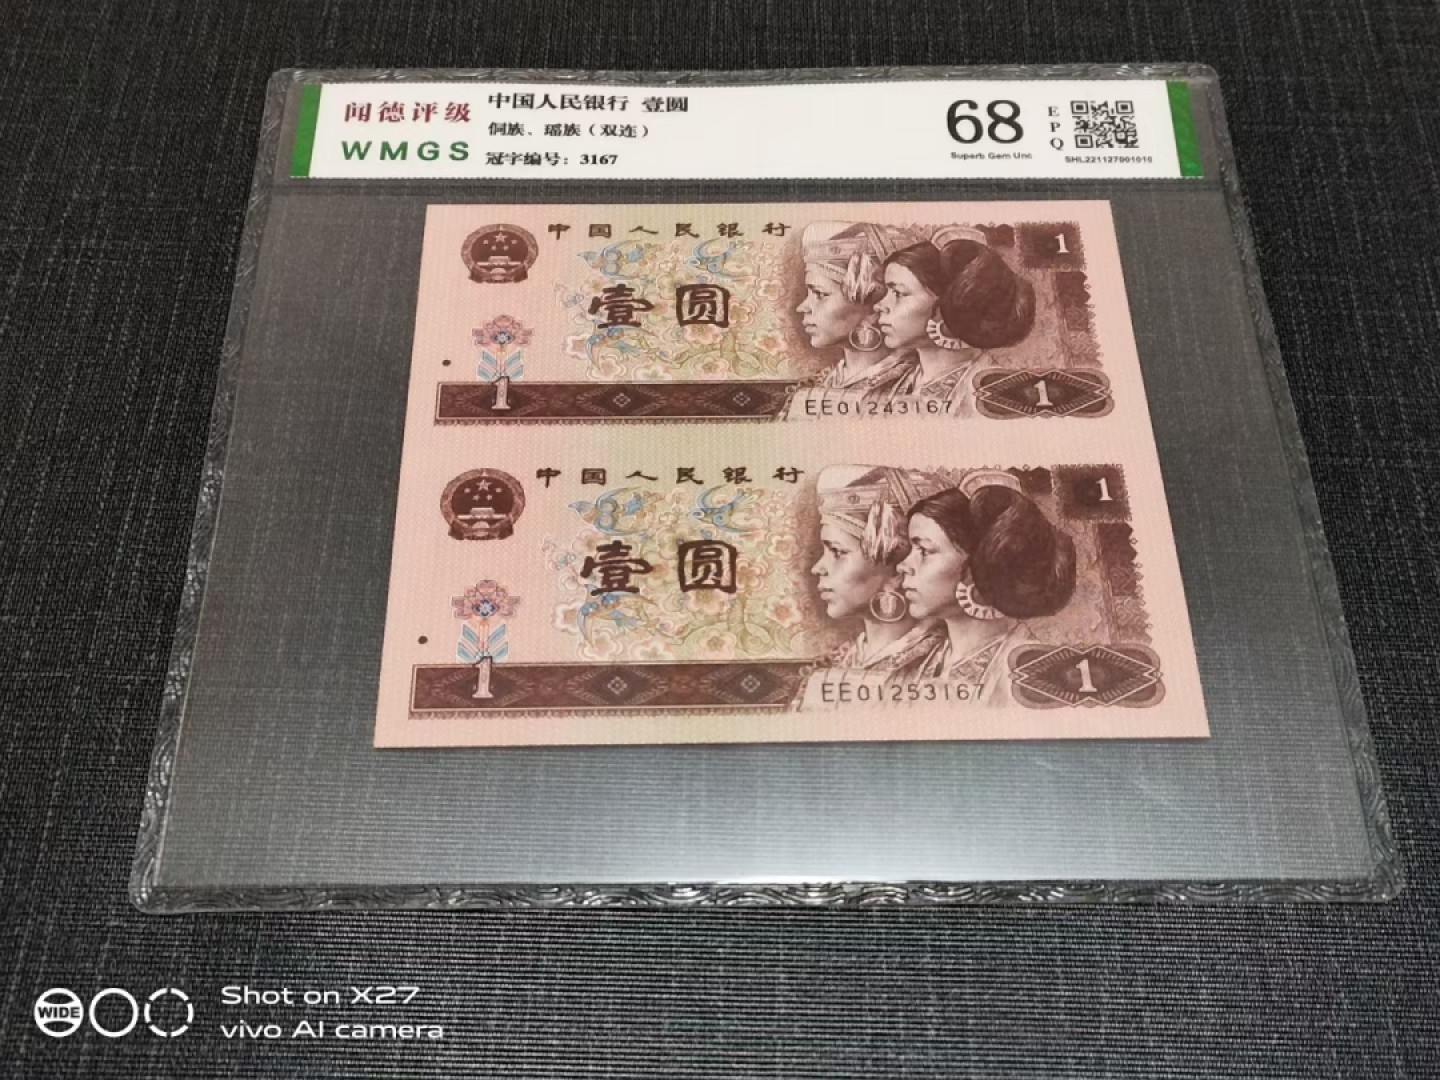 闻德评级
WMGS
中国人民银行 壹圆
侗族、瑶族（双连）
冠字编号：3167
68
Superb Gem Unc
EPQ
SHL221127001010
中国人民银行
1
壹圆
1
EE01243167
1
中国人民银行
1
壹圆
1
EE01253167
1
WIDE
Shot on X27
vivo AI camera